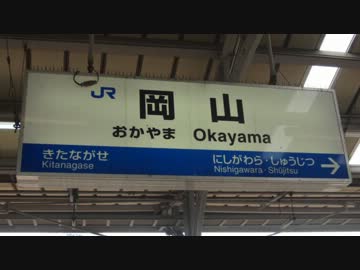 JR
岡山
おかやま Okayama
きたながせ
Kitanagase
にしがわら・しゅうじつ
Nishigawara・Shūjitsu